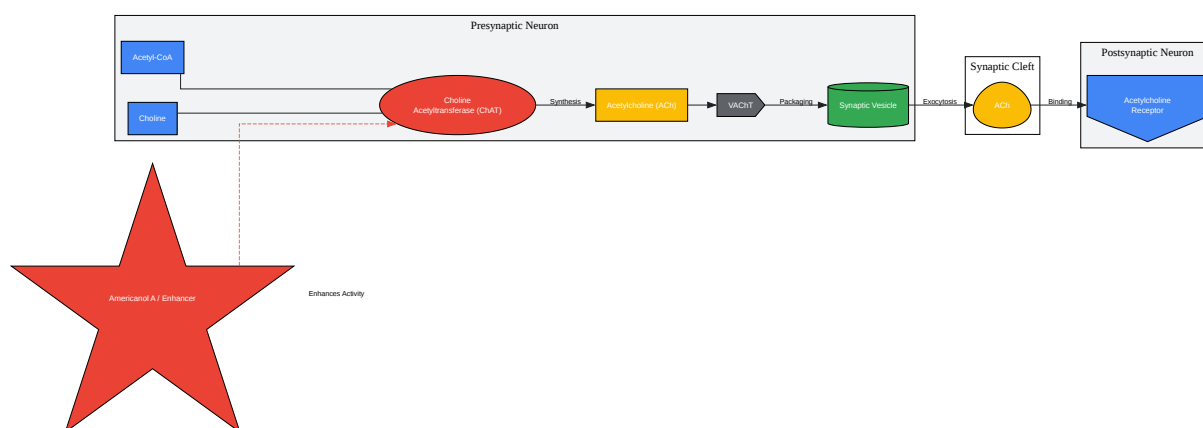 Presynaptic Neuron
Acetyl-CoA
Choline
Choline
Acetyltransferase (ChAT)
Synthesis
Acetylcholine (ACh)
VAChT
Packaging
Synaptic Vesicle
Exocytosis
Synaptic Cleft
ACh
Binding
Postsynaptic Neuron
Acetylcholine
Receptor
Americanol A / Enhancer
Enhances Activity